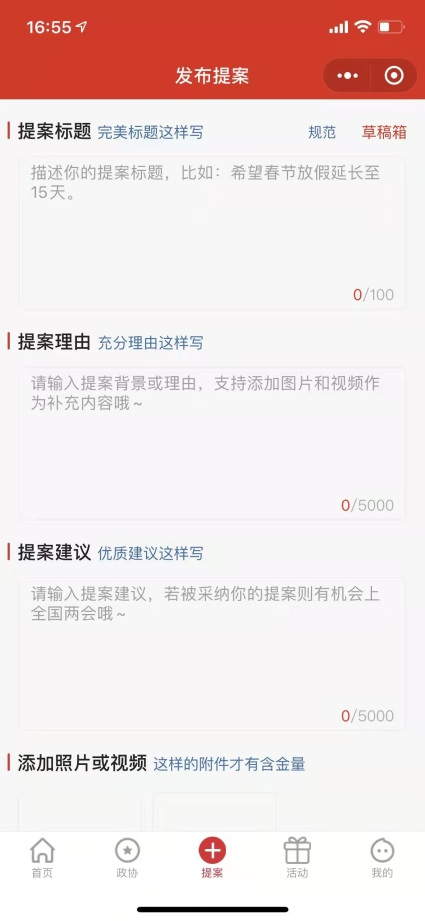 16:55
发布提案
提案标题 完美标题这样写 规范 草稿箱
描述你的提案标题，比如：希望春节放假延长至
15天。
0/100
提案理由 充分理由这样写
请输入提案背景或理由，支持添加图片和视频作
为补充内容哦~
0/5000
提案建议 优质建议这样写
请输入提案建议，若被采纳你的提案则有机会上
全国两会哦~
0/5000
添加照片或视频 这样的附件才有含金量
首页 政协 提案 活动 我的